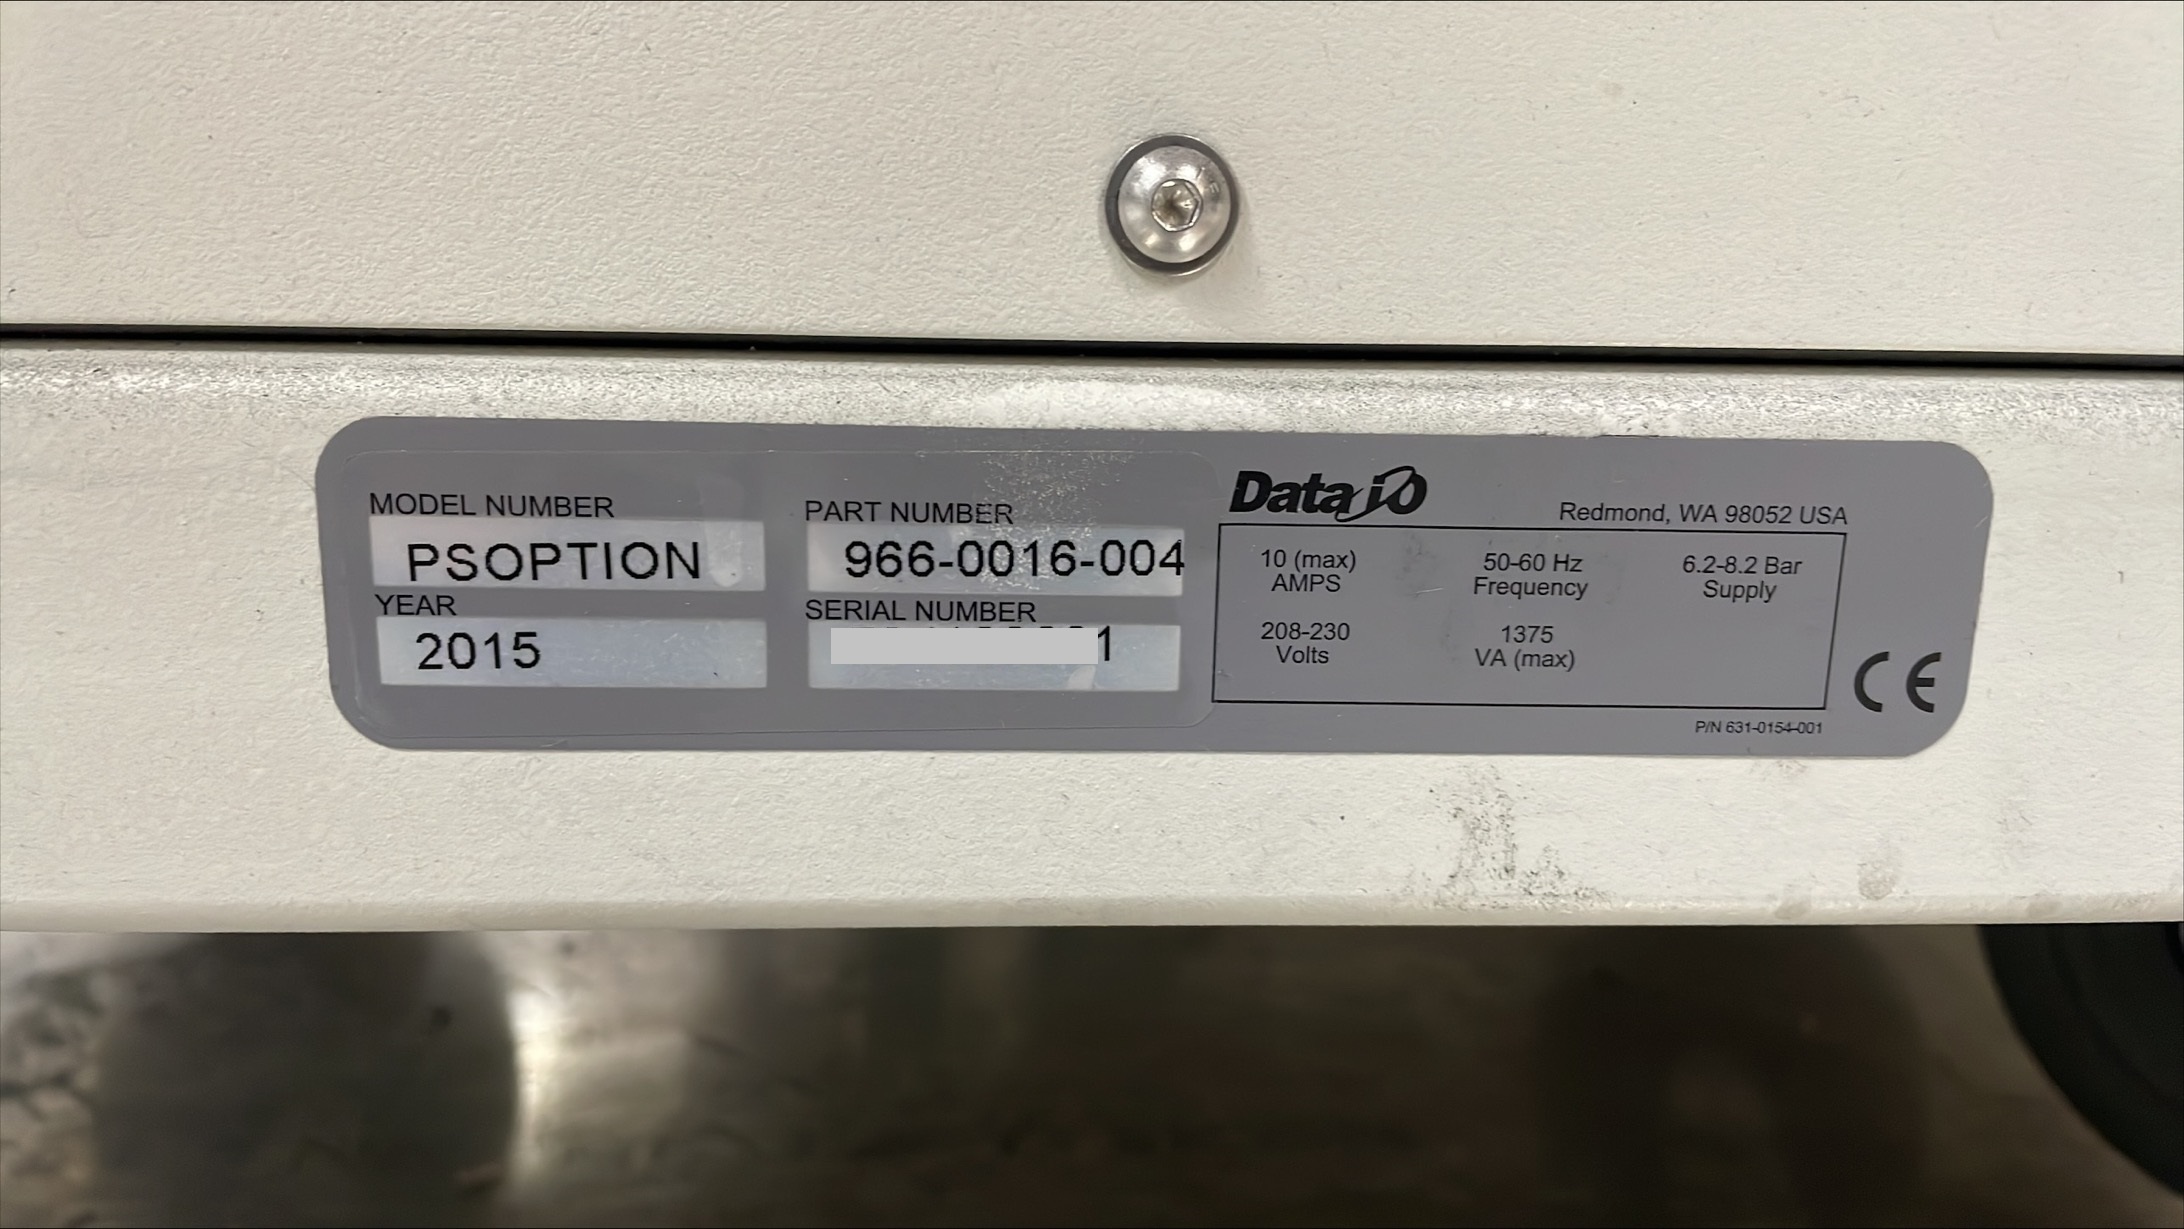 MODEL NUMBER
PSOPTION
YEAR
2015
PART NUMBER
966-0016-004
SERIAL NUMBER
1
Data I/O
Redmond, WA 98052 USA
10 (max)
AMPS
50-60 Hz
Frequency
6.2-8.2 Bar
Supply
208-230
Volts
1375
VA (max)
P/N 631-0154-001
CE